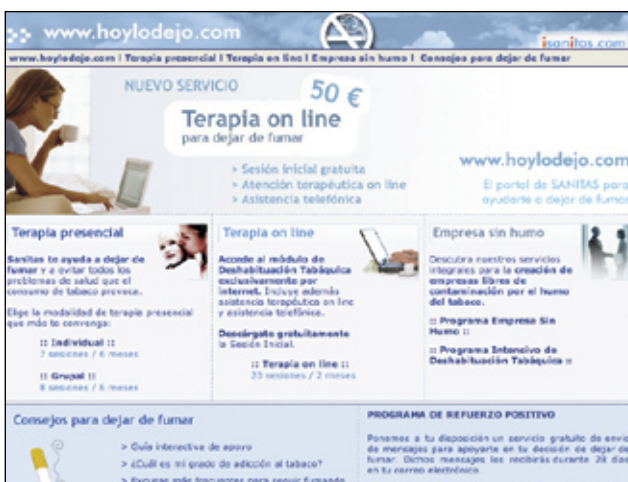 www.hoylodejo.com
isanitas.com
www.hoylodejo.com | Terapia presencial | Terapia on line | Empresa sin humo | Consejos para dejar de fumar
NUEVO SERVICIO
50 €
Terapia on line
para dejar de fumar
> Sesión inicial gratuita
> Atención terapéutica on line
> Asistencia telefónica
www.hoylodejo.com
El portal de SANITAS para
ayudarte a dejar de fumar
Terapia presencial
Sanitas te ayuda a dejar de
fumar y a evitar todos los
problemas de salud que el
consumo de tabaco provoca.
Elige la modalidad de terapia presencial
que más te convenga:
:: Individual ::
7 sesiones / 6 meses
:: Grupal ::
8 sesiones / 6 meses
Terapia on line
Accede al módulo de
Deshabituación Tabáquica
exclusivamente por
internet. Incluye además
asistencia terapéutica on line
y asistencia telefónica.
Descárgate gratuitamente
la Sesión Inicial.
:: Terapia on line ::
20 sesiones / 2 meses
Empresa sin humo
Descubra nuestros servicios
integrales para la creación de
empresas libres de
contaminación por el humo
del tabaco.
:: Programa Empresa Sin
Humo ::
:: Programa Intensivo de
Deshabituación Tabáquica ::
Consejos para dejar de fumar
> Guía interactiva de apoyo
> ¿Cuál es mi grado de adicción al tabaco?
> Excusas más frecuentes para seguir fumando
PROGRAMA DE REFUERZO POSITIVO
Ponemos a tu disposición un servicio gratuito de envío
de mensajes para apoyarte en tu decisión de dejar de
fumar. Dichos mensajes los recibirás durante 28 días
en tu correo electrónico.